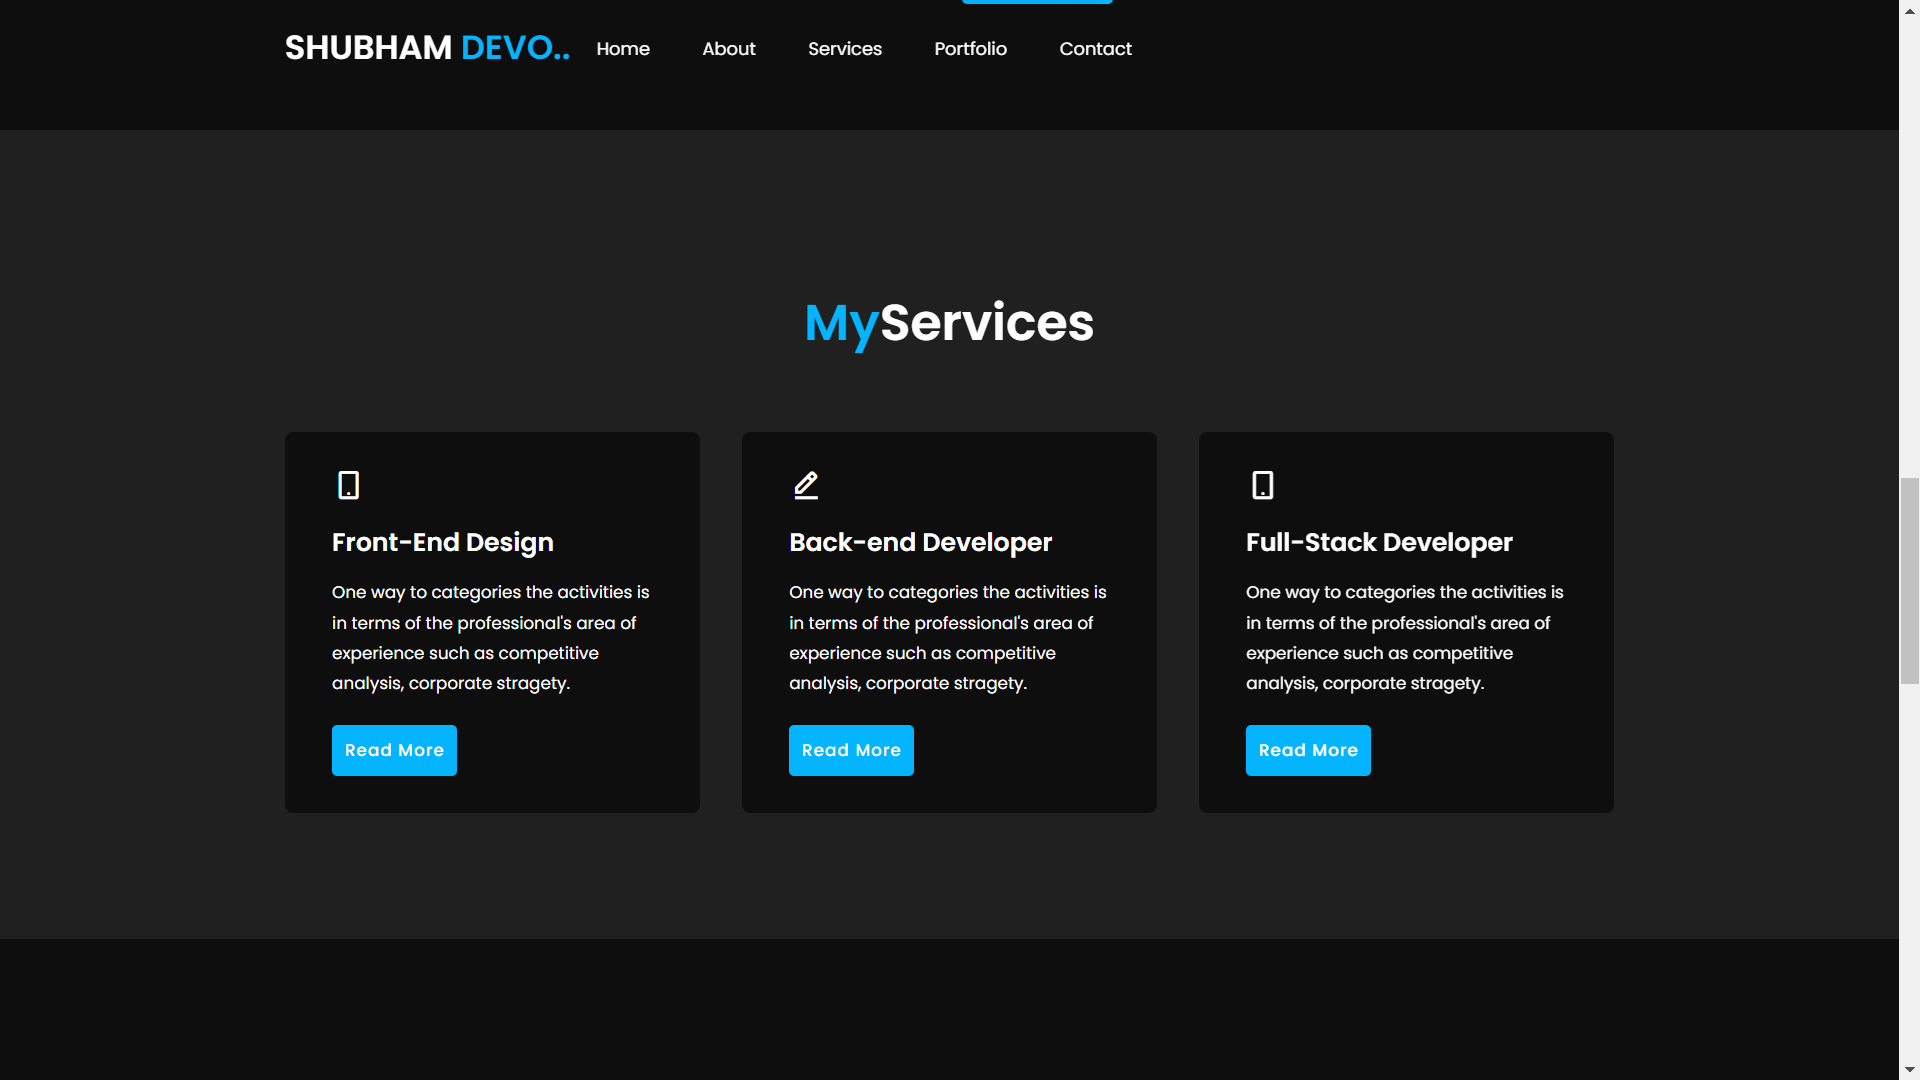 SHUBHAM DEVO.. Home About Services Portfolio Contact
MyServices
Front-End Design
One way to categories the activities is
in terms of the professional's area of
experience such as competitive
analysis, corporate stragety.
Read More
Back-end Developer
One way to categories the activities is
in terms of the professional's area of
experience such as competitive
analysis, corporate stragety.
Read More
Full-Stack Developer
One way to categories the activities is
in terms of the professional's area of
experience such as competitive
analysis, corporate stragety.
Read More